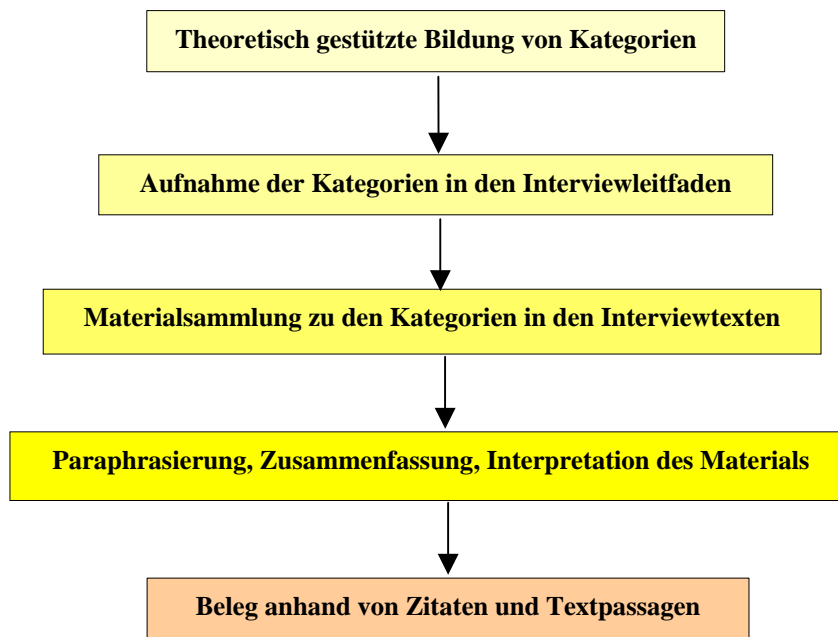 Theoretisch gestützte Bildung von Kategorien
Aufnahme der Kategorien in den Interviewleitfaden
Materialsammlung zu den Kategorien in den Interviewtexten
Paraphrasierung, Zusammenfassung, Interpretation des Materials
Beleg anhand von Zitaten und Textpassagen